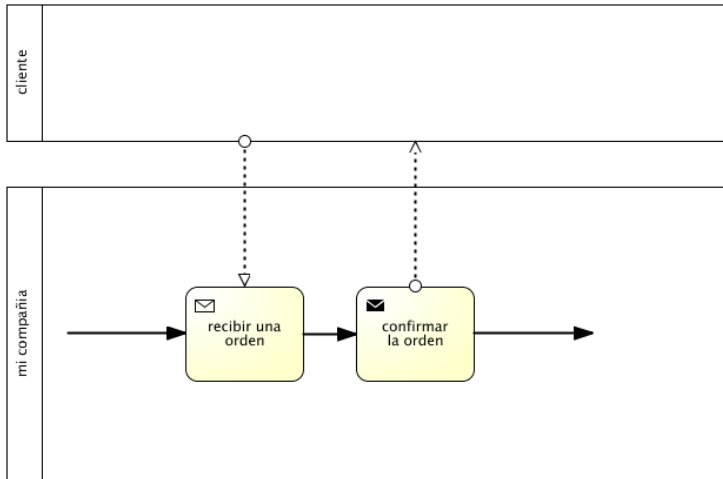 cliente
mi compañia
recibir una
orden
confirmar
la orden